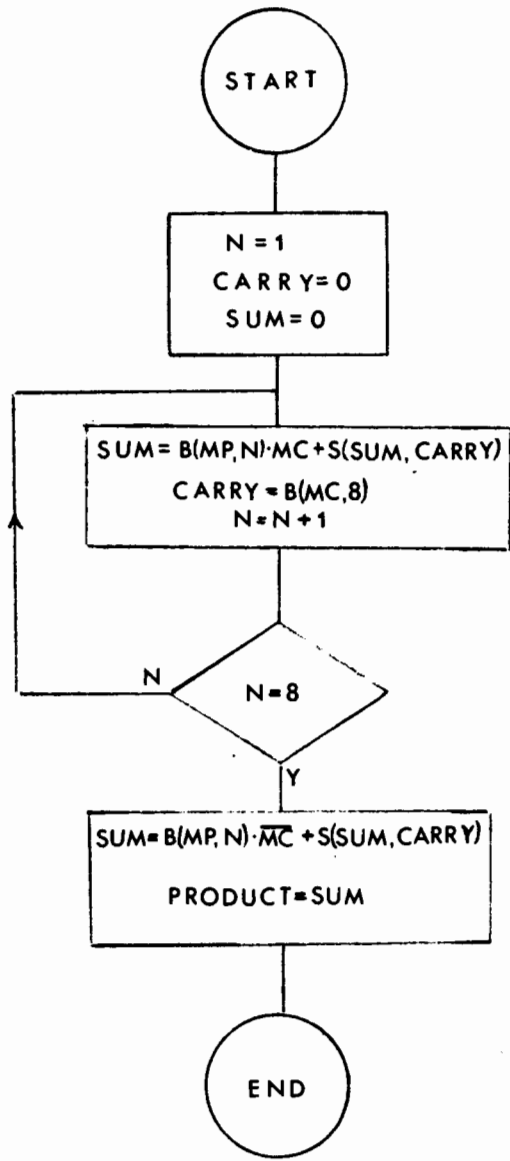 START
N = 1
CARRY=0
SUM=0
SUM= B(MP,N)·MC+S(SUM, CARRY)
CARRY = B(MC,8)
N = N + 1
N
N=8
Y
SUM= B(MP,N)·M̅C̅ +S(SUM,CARRY)
PRODUCT=SUM
END